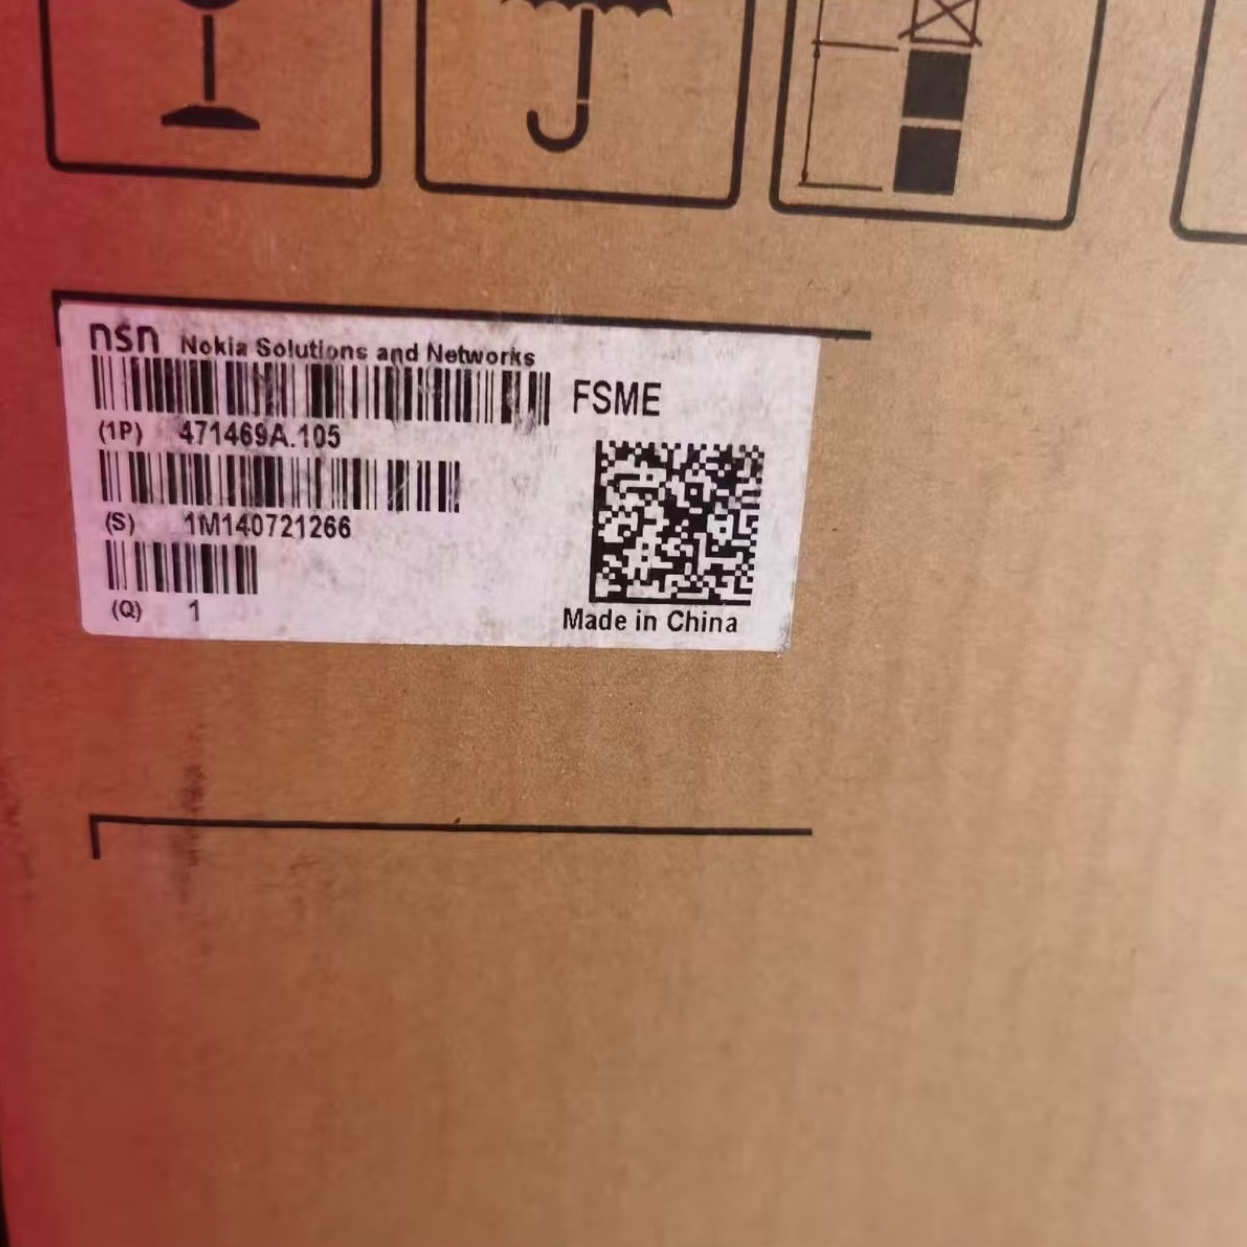 nsn Nokia Solutions and Networks
FSME
(1P) 471469A.105
(S) 1M140721266
(Q) 1
Made in China